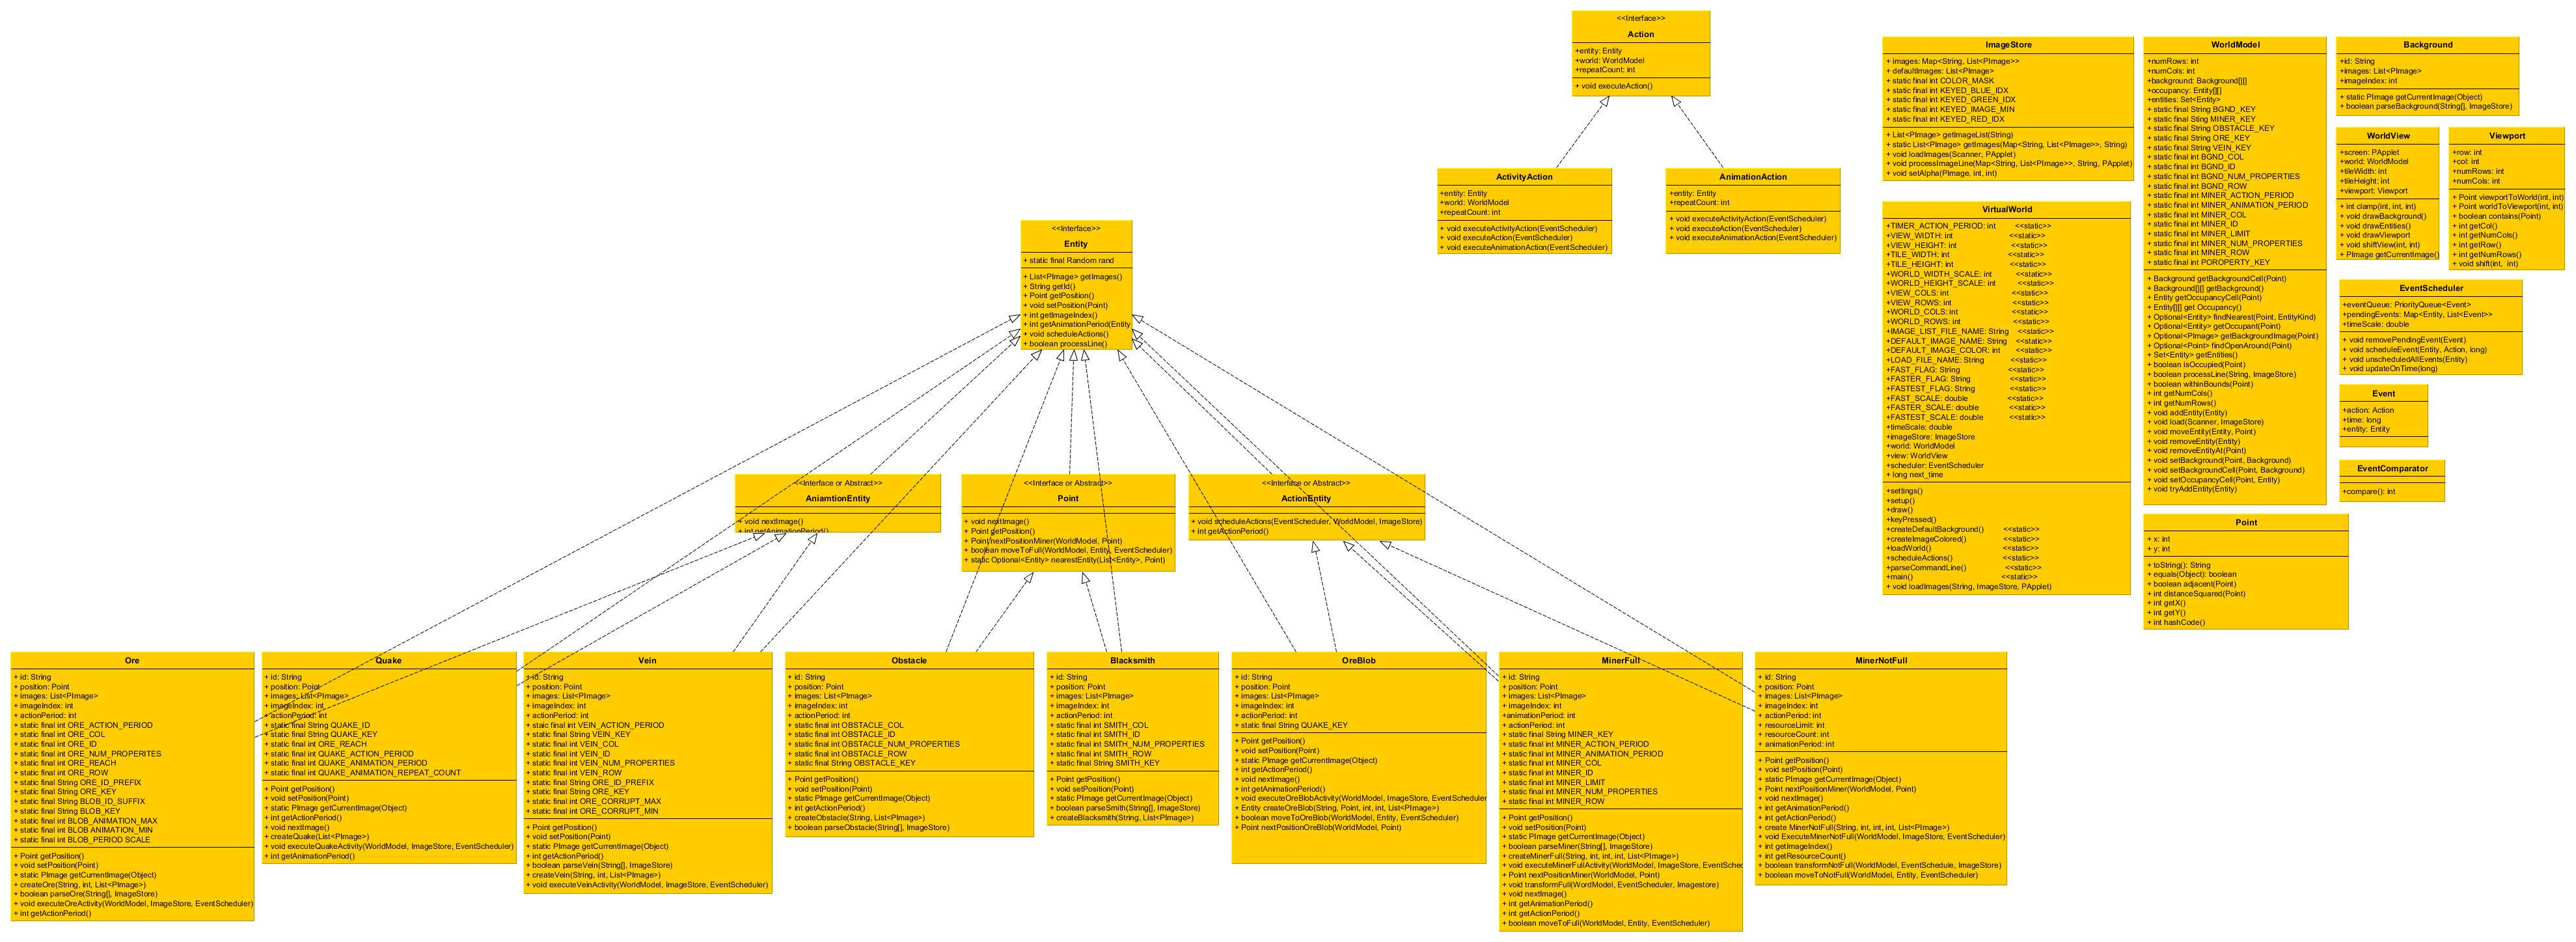 <<Interface>>
Action
+entity: Entity
+world: WorldModel
+repeatCount: int
+ void executeAction()
ActivityAction
+entity: Entity
+world: WorldModel
+repeatCount: int
+ void executeActivityAction(EventScheduler)
+ void executeAction(EventScheduler)
+ void executeAnimationAction(EventScheduler)
AnimationAction
+entity: Entity
+repeatCount: int
+ void executeActivityAction(EventScheduler)
+ void executeAction(EventScheduler)
+ void executeAnimationAction(EventScheduler)
ImageStore
+ images: Map<String, List<PImage>>
+ defaultImages: List<PImage>
+ static final int COLOR_MASK
+ static final int KEYED_BLUE_IDX
+ static final int KEYED_GREEN_IDX
+ static final int KEYED_IMAGE_MIN
+ static final int KEYED_RED_IDX
+ List<PImage> getImageList(String)
+ static List<PImage> getImages(Map<String, List<PImage>>, String)
+ void loadImages(Scanner, PApplet)
+ void processImageLine(Map<String, List<PImage>>, String, PApplet)
+ void setAlpha(PImage, int, int)
VirtualWorld
+TIMER_ACTION_PERIOD: int <<static>>
+VIEW_WIDTH: int <<static>>
+VIEW_HEIGHT: int <<static>>
+TILE_WIDTH: int <<static>>
+TILE_HEIGHT: int <<static>>
+WORLD_WIDTH_SCALE: int <<static>>
+WORLD_HEIGHT_SCALE: int <<static>>
+VIEW_COLS: int <<static>>
+VIEW_ROWS: int <<static>>
+WORLD_COLS: int <<static>>
+WORLD_ROWS: int <<static>>
+IMAGE_LIST_FILE_NAME: String <<static>>
+DEFAULT_IMAGE_NAME: String <<static>>
+DEFAULT_IMAGE_COLOR: int <<static>>
+LOAD_FILE_NAME: String <<static>>
+FAST_FLAG: String <<static>>
+FASTER_FLAG: String <<static>>
+FASTEST_FLAG: String <<static>>
+FAST_SCALE: double <<static>>
+FASTER_SCALE: double <<static>>
+FASTEST_SCALE: double <<static>>
+timeScale: double
+imageStore: ImageStore
+world: WorldModel
+view: WorldView
+scheduler: EventScheduler
+ long next_time
+settings()
+setup()
+draw()
+keyPressed()
+createDefaultBackground() <<static>>
+createImageColored() <<static>>
+loadWorld() <<static>>
+scheduleActions() <<static>>
+parseCommandLine() <<static>>
+main() <<static>>
+ void loadImages(String, ImageStore, PApplet)
WorldModel
+numRows: int
+numCols: int
+background: Background[][]
+occupancy: Entity[][]
+entities: Set<Entity>
+ static final String BGND_KEY
+ static final Sting MINER_KEY
+ static final String OBSTACLE_KEY
+ static final String ORE_KEY
+ static final String VEIN_KEY
+ static final int BGND_COL
+ static final int BGND_ID
+ static final int BGND_NUM_PROPERTIES
+ static final int BGND_ROW
+ static final int MINER_ACTION_PERIOD
+ static final int MINER_ANIMATION_PERIOD
+ static final int MINER_COL
+ static final int MINER_ID
+ static final int MINER_LIMIT
+ static final int MINER_NUM_PROPERTIES
+ static final int MINER_ROW
+ static final int POROPERTY_KEY
+ Background getBackgroundCell(Point)
+ Background[][] getBackground()
+ Entity getOccupancyCell(Point)
+ Entity[][] get Occupancy()
+ Optional<Entity> findNearest(Point, EntityKind)
+ Optional<Entity> getOccupant(Point)
+ Optional<PImage> getBackgroundImage(Point)
+ Optional<Point> findOpenAround(Point)
+ Set<Entity> getEntities()
+ boolean isOccupied(Point)
+ boolean processLine(String, ImageStore)
+ boolean withinBounds(Point)
+ int getNumCols()
+ int getNumRows()
+ void addEntity(Entity)
+ void load(Scanner, ImageStore)
+ void moveEntity(Entity, Point)
+ void removeEntity(Entity)
+ void removeEntityAt(Point)
+ void setBackground(Point, Background)
+ void setBackgroundCell(Point, Background)
+ void setOccupancyCell(Point, Entity)
+ void tryAddEntity(Entity)
Background
+id: String
+images: List<PImage>
+imageIndex: int
+ static PImage getCurrentImage(Object)
+ boolean parseBackground(String[], ImageStore)
WorldView
+screen: PApplet
+world: WorldModel
+tileWidth: int
+tileHeight: int
+viewport: Viewport
+ int clamp(int, int, int)
+ void drawBackground()
+ void drawEntities()
+ void drawViewport
+ void shiftView(int, int)
+ PImage getCurrentImage()
Viewport
+row: int
+col: int
+numRows: int
+numCols: int
+ Point viewportToWorld(int, int)
+ Point worldToViewport(int, int)
+ boolean contains(Point)
+ int getCol()
+ int getNumCols()
+ int getRow()
+ int getNumRows()
+ void shift(int, int)
EventScheduler
+eventQueue: PriorityQueue<Event>
+pendingEvents: Map<Entity, List<Event>>
+timeScale: double
+ void removePendingEvent(Event)
+ void scheduleEvent(Entity, Action, long)
+ void unscheduledAllEvents(Entity)
+ void updateOnTime(long)
Event
+action: Action
+time: long
+entity: Entity
EventComparator
+compare(): int
Point
+ x: int
+ y: int
+ toString(): String
+ equals(Object): boolean
+ boolean adjacent(Point)
+ int distanceSquared(Point)
+ int getX()
+ int getY()
+ int hashCode()
<<Interface>>
Entity
+ static final Random rand
+ List<PImage> getImages()
+ String getId()
+ Point getPosition()
+ void setPosition(Point)
+ int getImageIndex()
+ int getAnimationPeriod(Entity
+ void scheduleActions()
+ boolean processLine()
<<Interface or Abstract>>
AniamtionEntity
+ void nextImage()
+ int getAnimationPeriod()
<<Interface or Abstract>>
Point
+ void nextImage()
+ Point getPosition()
+ Point nextPositionMiner(WorldModel, Point)
+ boolean moveToFull(WorldModel, Entity, EventScheduler)
+ static Optional<Entity> nearestEntity(List<Entity>, Point)
<<Interface or Abstract>>
ActionEntity
+ void scheduleActions(EventScheduler, WorldModel, ImageStore)
+ int getActionPeriod()
Ore
+ id: String
+ position: Point
+ images: List<PImage>
+ imageIndex: int
+ actionPeriod: int
+ static final int ORE_ACTION_PERIOD
+ static final int ORE_COL
+ static final int ORE_ID
+ static final int ORE_NUM_PROPERITES
+ static final int ORE_REACH
+ static final int ORE_ROW
+ static final String ORE_ID_PREFIX
+ static final String ORE_KEY
+ static final String BLOB_ID_SUFFIX
+ static final String BLOB_KEY
+ static final int BLOB_ANIMATION_MAX
+ static final int BLOB ANIMATION_MIN
+ static final int BLOB_PERIOD SCALE
+ Point getPosition()
+ void setPosition(Point)
+ static PImage getCurrentImage(Object)
+ createOre(String, int, List<PImage>)
+ boolean parseOre(String[], ImageStore)
+ void executeOreActivity(WorldModel, ImageStore, EventScheduler)
+ int getActionPeriod()
Quake
+ id: String
+ position: Point
+ images: List<PImage>
+ imageIndex: int
+ actionPeriod: int
+ static final String QUAKE_ID
+ static final String QUAKE_KEY
+ static final int ORE_REACH
+ static final int QUAKE_ACTION_PERIOD
+ static final int QUAKE_ANIMATION_PERIOD
+ static final int QUAKE_ANIMATION_REPEAT_COUNT
+ Point getPosition()
+ void setPosition(Point)
+ static PImage getCurrentImage(Object)
+ int getActionPeriod()
+ void nextImage()
+ createQuake(List<PImage>)
+ void executeQuakeActivity(WorldModel, ImageStore, EventScheduler)
+ int getAnimationPeriod()
Vein
+ id: String
+ position: Point
+ images: List<PImage>
+ imageIndex: int
+ actionPeriod: int
+ static final int VEIN_ACTION_PERIOD
+ static final String VEIN_KEY
+ static final int VEIN_COL
+ static final int VEIN_ID
+ static final int VEIN_NUM_PROPERTIES
+ static final int VEIN_ROW
+ static final String ORE_ID_PREFIX
+ static final String ORE_KEY
+ static final int ORE_CORRUPT_MAX
+ static final int ORE_CORRUPT_MIN
+ Point getPosition()
+ void setPosition(Point)
+ static PImage getCurrentImage(Object)
+ int getActionPeriod()
+ boolean parseVein(String[], ImageStore)
+ createVein(String, int, List<PImage>)
+ void executeVeinActivity(WorldModel, ImageStore, EventScheduler)
Obstacle
+ id: String
+ position: Point
+ images: List<PImage>
+ imageIndex: int
+ actionPeriod: int
+ static final int OBSTACLE_COL
+ static final int OBSTACLE_ID
+ static final int OBSTACLE_NUM_PROPERTIES
+ static final int OBSTACLE_ROW
+ static final String OBSTACLE_KEY
+ Point getPosition()
+ void setPosition(Point)
+ static PImage getCurrentImage(Object)
+ int getActionPeriod()
+ createObstacle(String, List<PImage>)
+ boolean parseObstacle(String[], ImageStore)
Blacksmith
+ id: String
+ position: Point
+ images: List<PImage>
+ imageIndex: int
+ actionPeriod: int
+ static final int SMITH_COL
+ static final int SMITH_ID
+ static final int SMITH_NUM_PROPERTIES
+ static final int SMITH_ROW
+ static final String SMITH_KEY
+ Point getPosition()
+ void setPosition(Point)
+ static PImage getCurrentImage(Object)
+ boolean parseSmith(String[], ImageStore)
+ createBlacksmith(String, List<PImage>)
OreBlob
+ id: String
+ position: Point
+ images: List<PImage>
+ imageIndex: int
+ actionPeriod: int
+ static final String QUAKE_KEY
+ Point getPosition()
+ void setPosition(Point)
+ static PImage getCurrentImage(Object)
+ int getActionPeriod()
+ void nextImage()
+ int getAnimationPeriod()
+ void executeOreBlobActivity(WorldModel, ImageStore, EventScheduler
+ Entity createOreBlob(String, Point, int, int, List<PImage>)
+ boolean moveToOreBlob(WorldModel, Entity, EventScheduler)
+ Point nextPositionOreBlob(WorldModel, Point)
MinerFull
+ id: String
+ position: Point
+ images: List<PImage>
+ imageIndex: int
+animationPeriod: int
+ actionPeriod: int
+ static final String MINER_KEY
+ static final int MINER_ACTION_PERIOD
+ static final int MINER_ANIMATION_PERIOD
+ static final int MINER_COL
+ static final int MINER_ID
+ static final int MINER_LIMIT
+ static final int MINER_NUM_PROPERTIES
+ static final int MINER_ROW
+ Point getPosition()
+ void setPosition(Point)
+ static PImage getCurrentImage(Object)
+ boolean parseMiner(String[], ImageStore)
+ createMinerFull(String, int, int, int, List<PImage>)
+ void executeMinerFullActivity(WorldModel, ImageStore, EventSched
+ Point nextPositionMiner(WorldModel, Point)
+ void transformFull(WordModel, EventScheduler, Imagestore)
+ void nextImage()
+ int getAnimationPeriod()
+ int getActionPeriod()
+ boolean moveToFull(WorldModel, Entity, EventScheduler)
MinerNotFull
+ id: String
+ position: Point
+ images: List<PImage>
+ imageIndex: int
+ actionPeriod: int
+ resourceLimit: int
+ resourceCount: int
+ animationPeriod: int
+ Point getPosition()
+ void setPosition(Point)
+ static PImage getCurrentImage(Object)
+ Point nextPositionMiner(WorldModel, Point)
+ void nextImage()
+ int getAnimationPeriod()
+ int getActionPeriod()
+ create MinerNotFull(String, int, int, int, List<PImage>)
+ void ExecuteMinerNotFull(WorldModel, ImageStore, EventScheduler)
+ int getImageIndex()
+ int getResourceCount()
+ boolean transformNotFull(WorldModel, EventSchedule, ImageStore)
+ boolean moveToNotFull(WorldModel, Entity, EventScheduler)